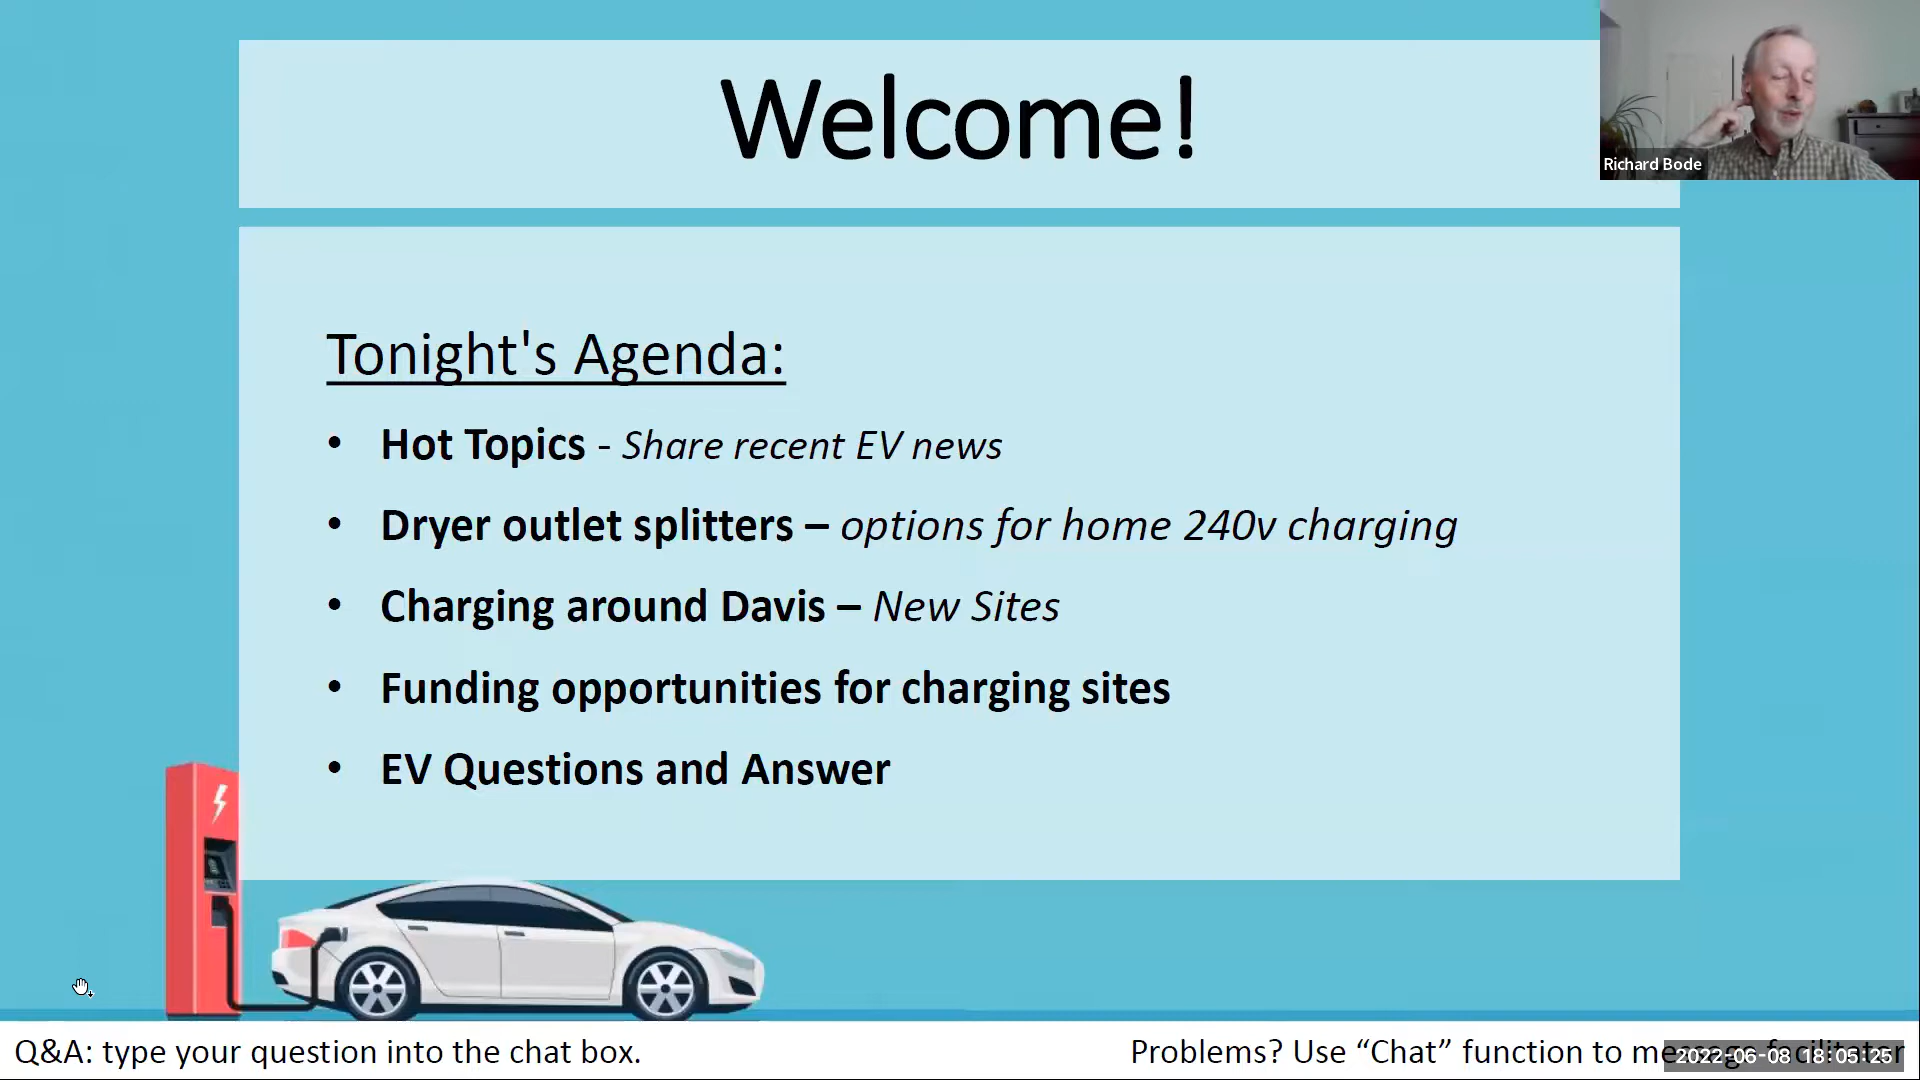 Welcome!
Richard Bode
Tonight's Agenda:
• Hot Topics - Share recent EV news
• Dryer outlet splitters – options for home 240v charging
• Charging around Davis – New Sites
• Funding opportunities for charging sites
• EV Questions and Answer
Q&A: type your question into the chat box.
Problems? Use “Chat” function to message facilitator
2022-06-08 18:05:25